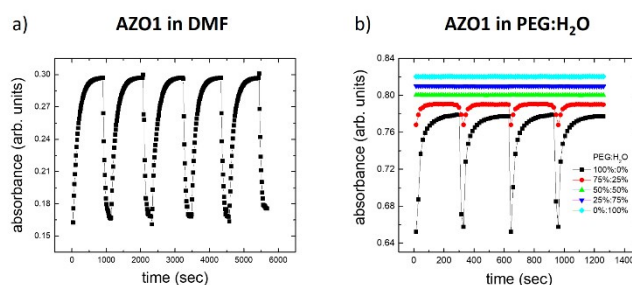 a) AZO1 in DMF
absorbance (arb. units)
0.30
0.27
0.24
0.21
0.18
0.15
0 1000 2000 3000 4000 5000 6000
time (sec)
b) AZO1 in PEG:H₂O
absorbance (arb. units)
0.84
0.80
0.76
0.72
0.68
0.64
PEG:H₂O
100%:0%
75%:25%
50%:50%
25%:75%
0%:100%
0 200 400 600 800 1000 1200 1400
time (sec)